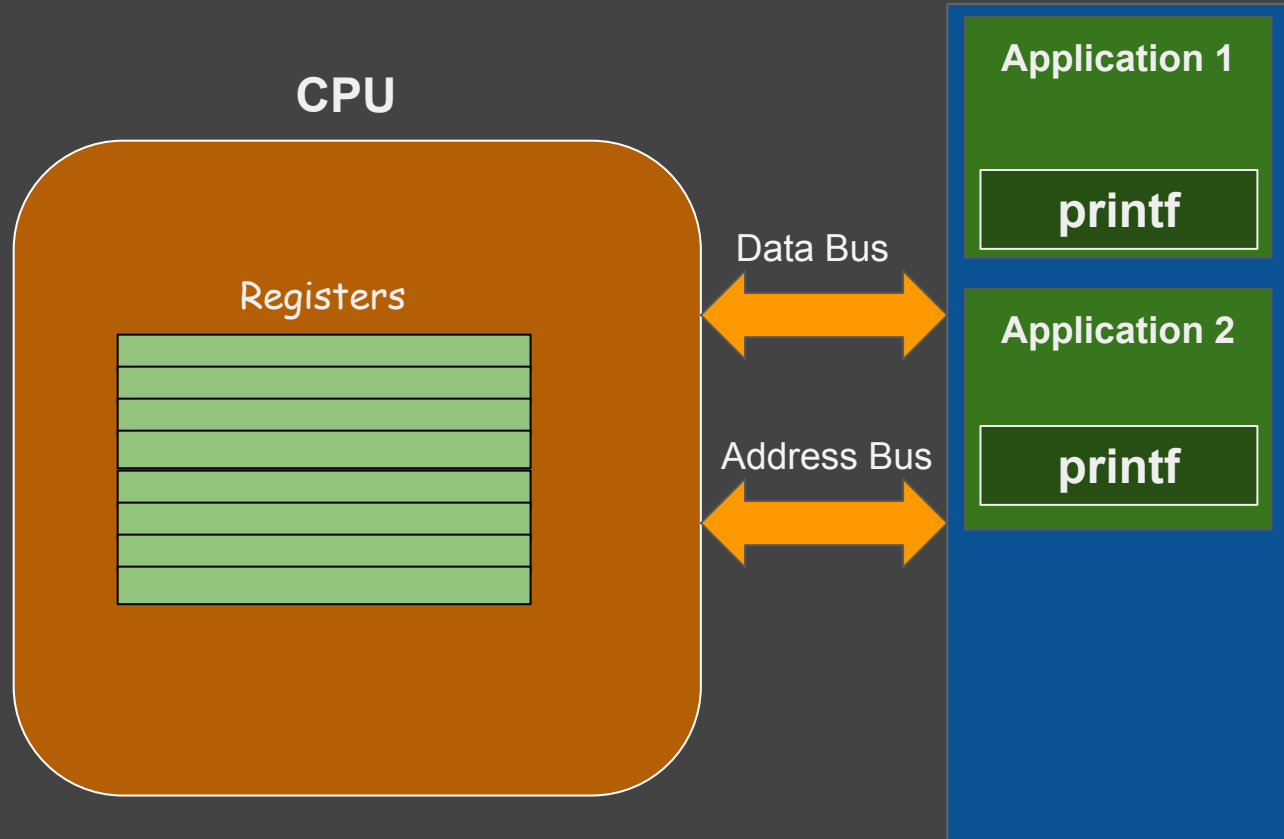 CPU
Registers
Data Bus
Address Bus
Application 1
printf
Application 2
printf